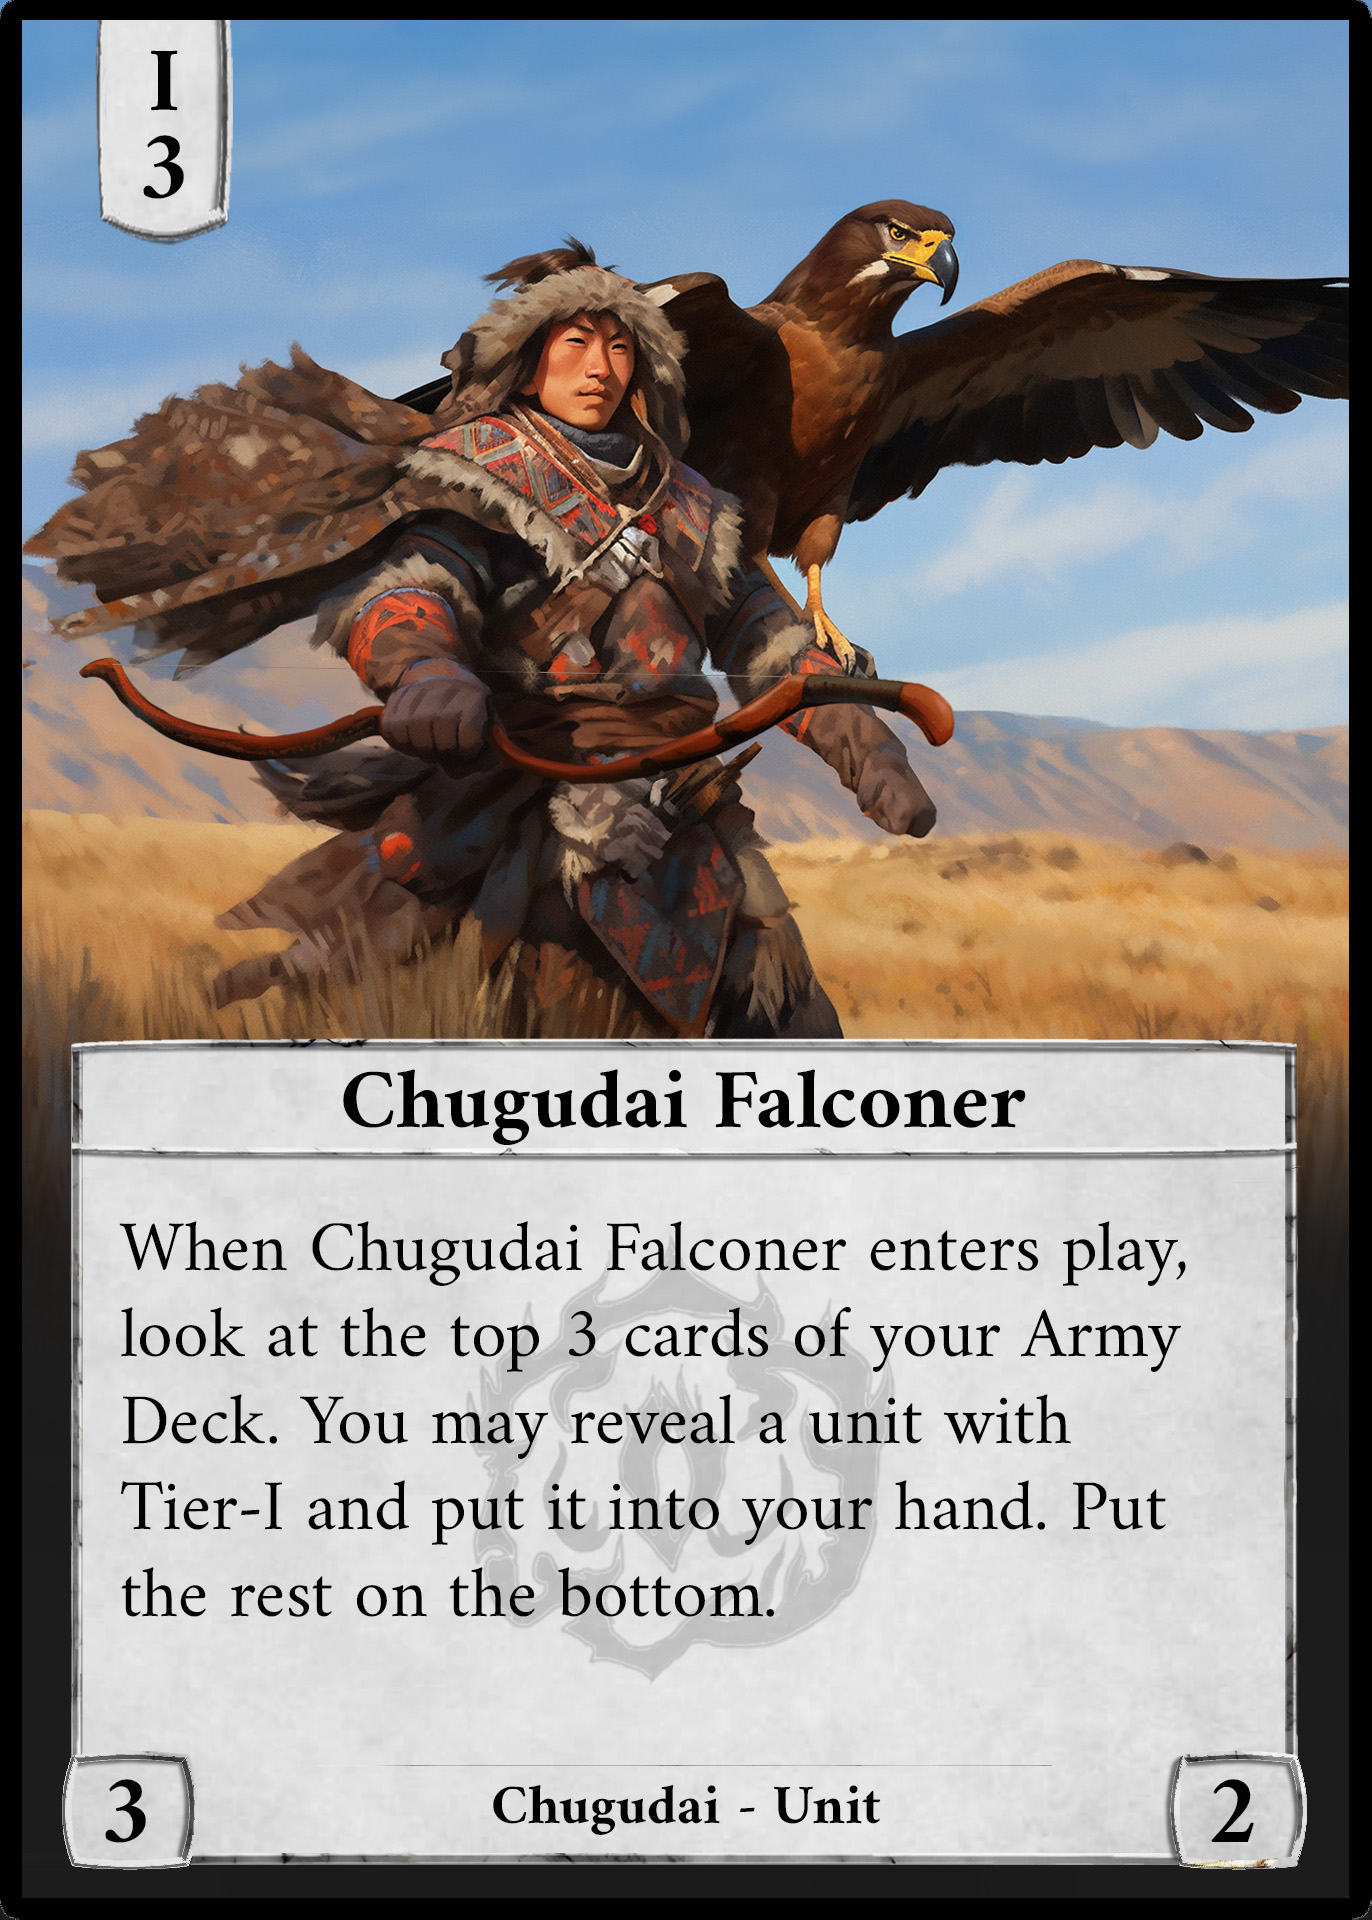 I
3
Chugudai Falconer
When Chugudai Falconer enters play,
look at the top 3 cards of your Army
Deck. You may reveal a unit with
Tier-I and put it into your hand. Put
the rest on the bottom.
3
Chugudai - Unit
2